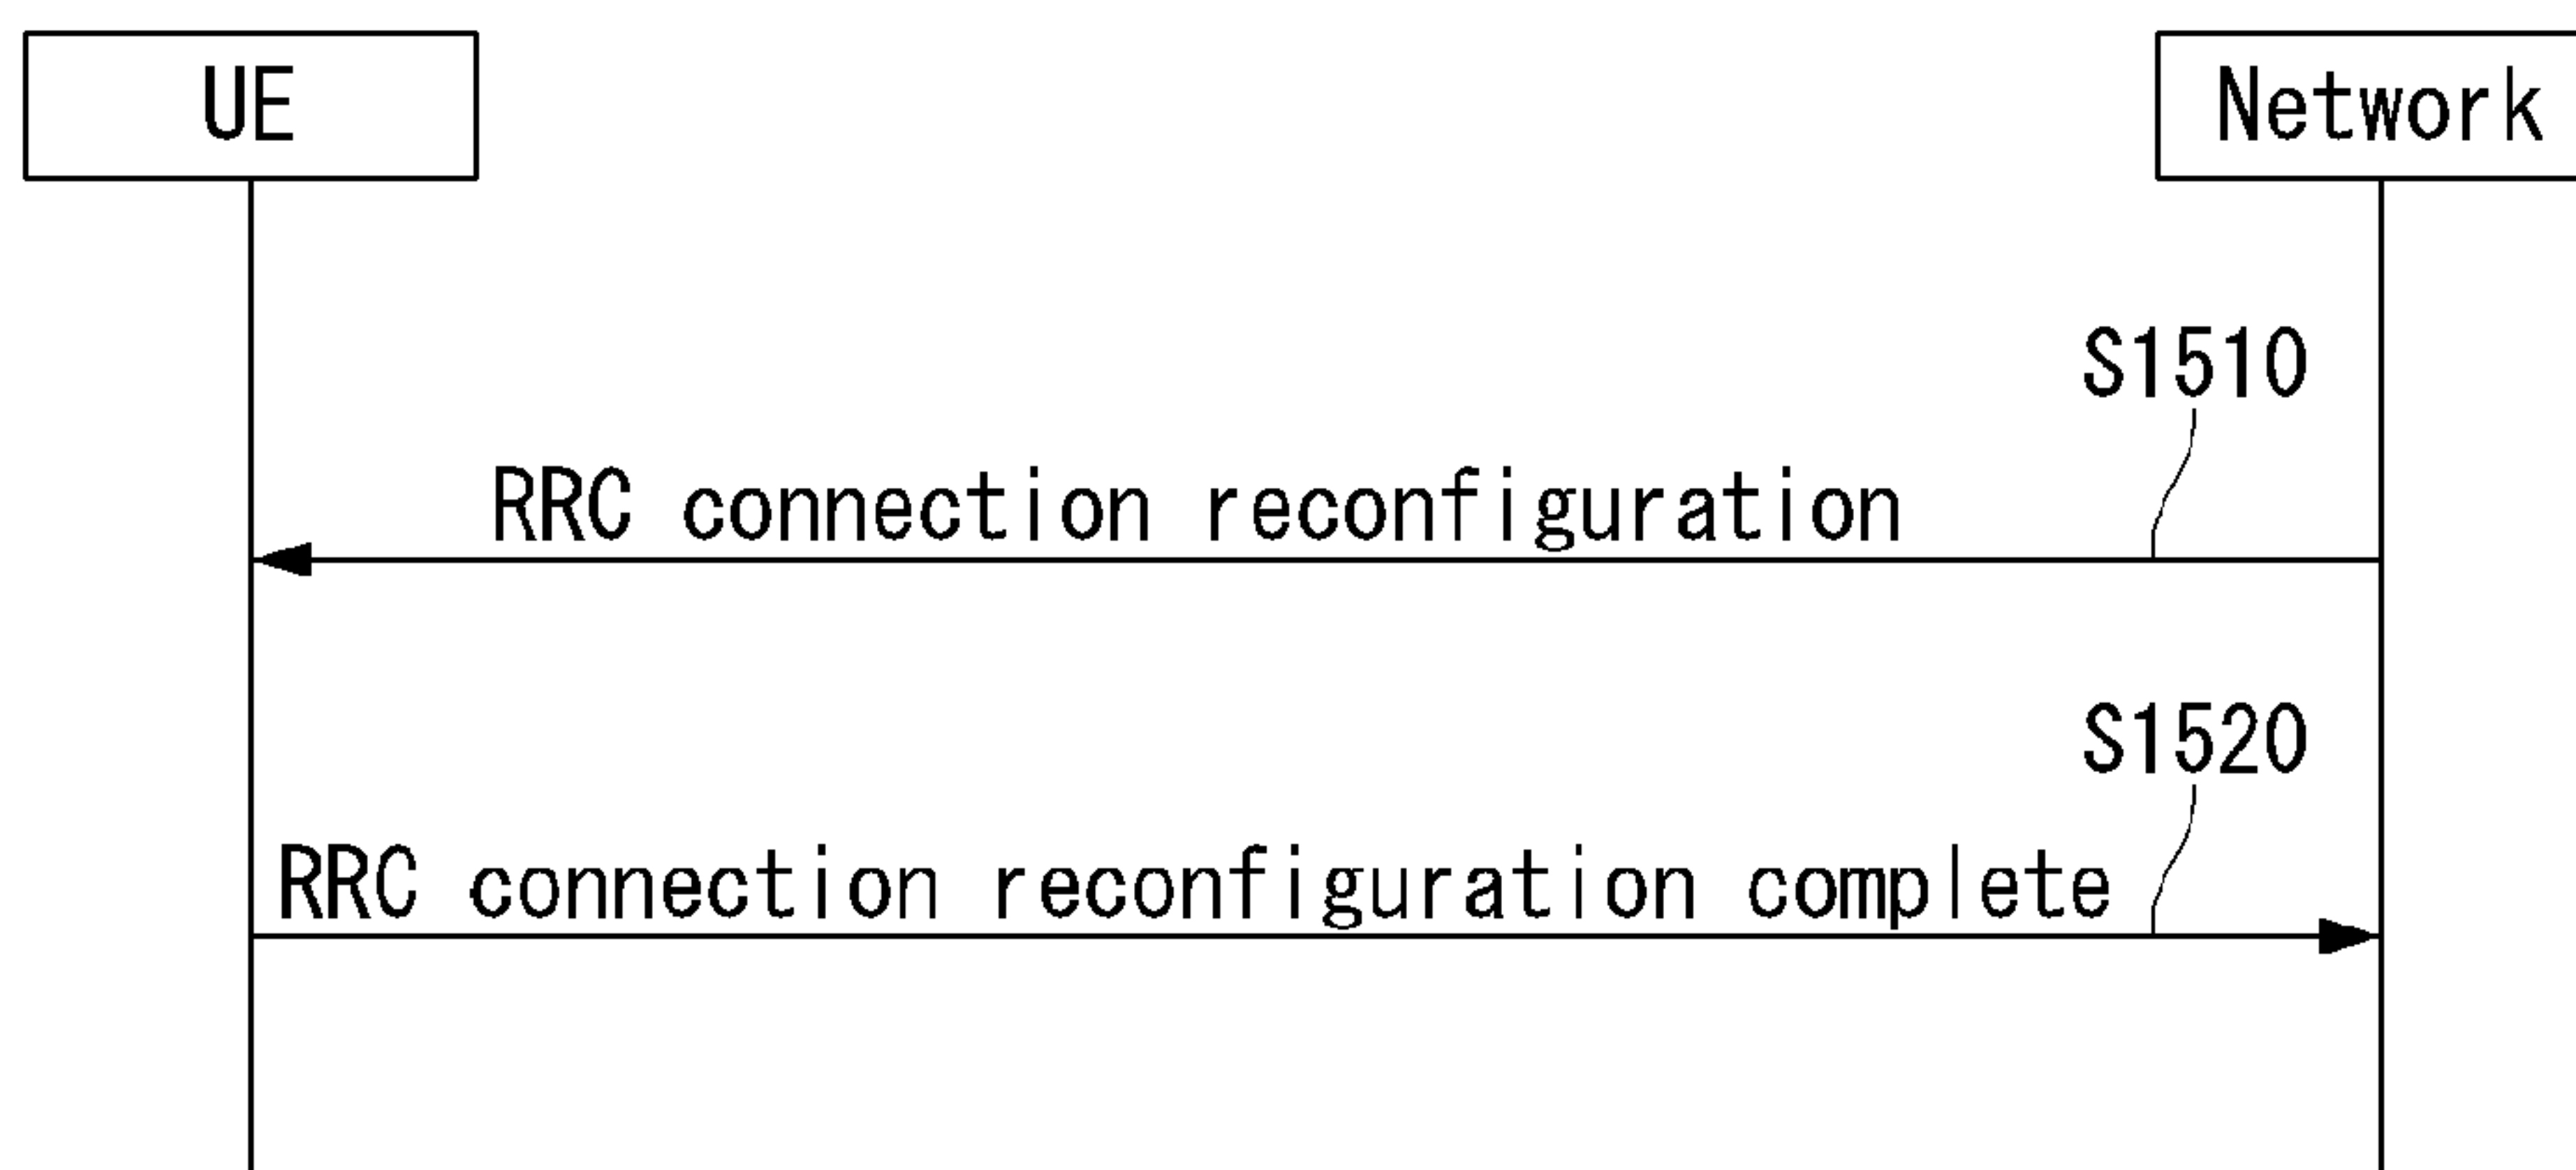 UE
Network
S1510
RRC connection reconfiguration
S1520
RRC connection reconfiguration complete